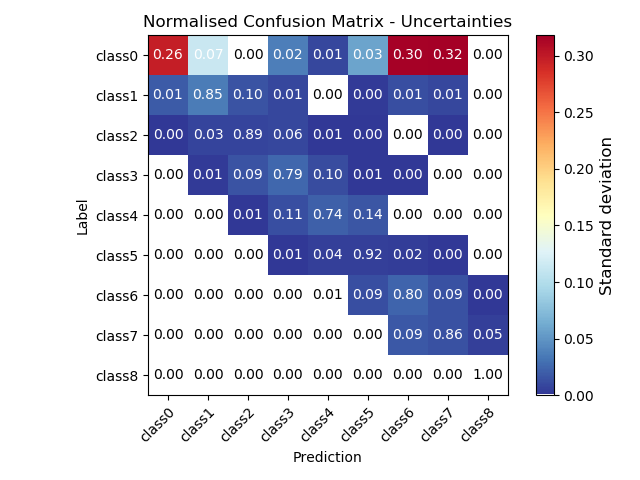 Normalised Confusion Matrix - Uncertainties
class0 0.26 0.07 0.00 0.02 0.01 0.03 0.30 0.32 0.00
class1 0.01 0.85 0.10 0.01 0.00 0.00 0.01 0.01 0.00
class2 0.00 0.03 0.89 0.06 0.01 0.00 0.00 0.00 0.00
class3 0.00 0.01 0.09 0.79 0.10 0.01 0.00 0.00 0.00
class4 0.00 0.00 0.01 0.11 0.74 0.14 0.00 0.00 0.00
class5 0.00 0.00 0.00 0.01 0.04 0.92 0.02 0.00 0.00
class6 0.00 0.00 0.00 0.00 0.01 0.09 0.80 0.09 0.00
class7 0.00 0.00 0.00 0.00 0.00 0.00 0.09 0.86 0.05
class8 0.00 0.00 0.00 0.00 0.00 0.00 0.00 0.00 1.00
class0 class1 class2 class3 class4 class5 class6 class7 class8
Prediction
Label
0.30
0.25
0.20
0.15
0.10
0.05
0.00
Standard deviation